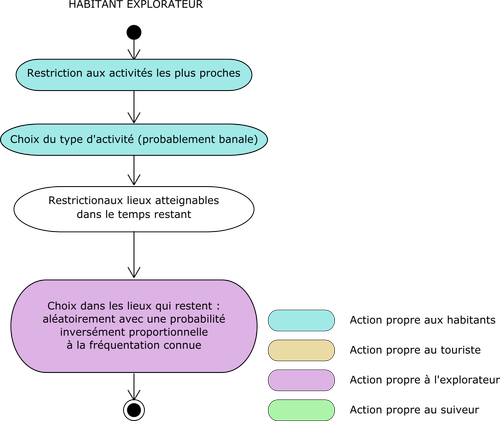 HABITANT EXPLORATEUR
Restriction aux activités les plus proches
Choix du type d'activité (probablement banale)
Restrictionaux lieux atteignables
dans le temps restant
Choix dans les lieux qui restent :
aléatoirement avec une probabilité
inversément proportionnelle
à la fréquentation connue
Action propre aux habitants
Action propre au touriste
Action propre à l'explorateur
Action propre au suiveur